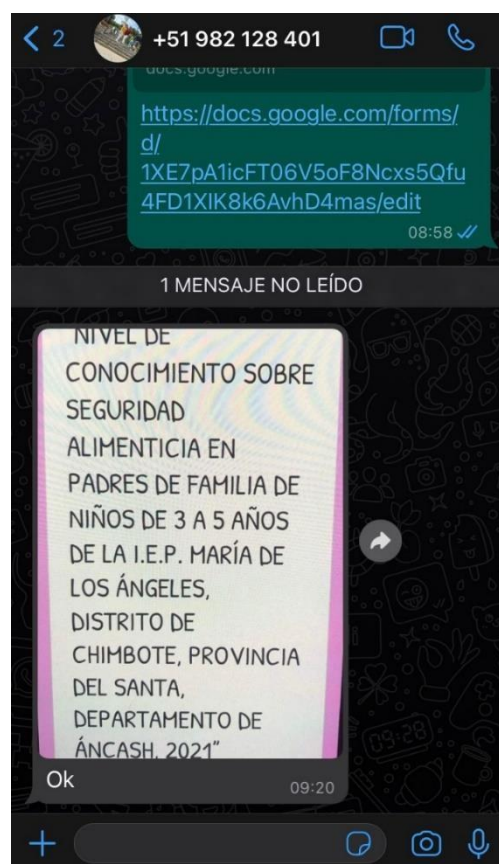 2
+51 982 128 401
docs.google.com
https://docs.google.com/forms/
d/
1XE7pA1icFT06V5oF8Ncxs5Qfu
4FD1XlK8k6AvhD4mas/edit
08:58
1 MENSAJE NO LEÍDO
NIVEL DE
CONOCIMIENTO SOBRE
SEGURIDAD
ALIMENTICIA EN
PADRES DE FAMILIA DE
NIÑOS DE 3 A 5 AÑOS
DE LA I.E.P. MARÍA DE
LOS ÁNGELES,
DISTRITO DE
CHIMBOTE, PROVINCIA
DEL SANTA,
DEPARTAMENTO DE
ÁNCASH, 2021"
Ok
09:20